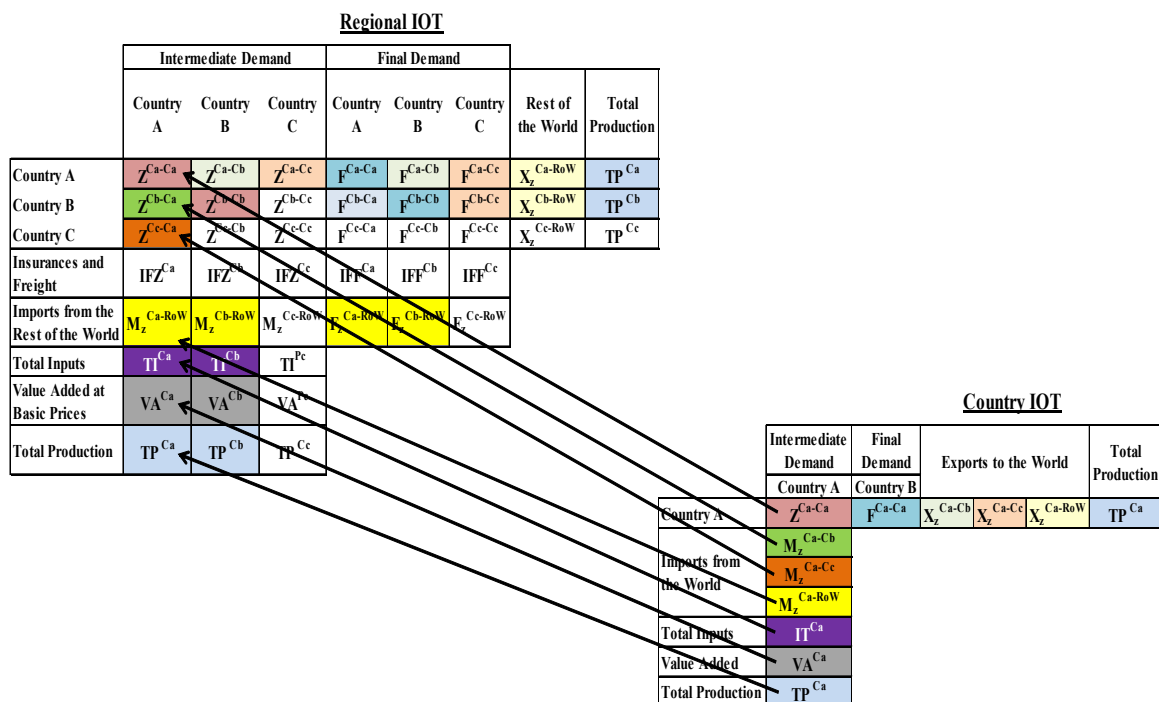 Regional IOT
Intermediate Demand Final Demand
Country A Country B Country C Country A Country B Country C Rest of the World Total Production
Country A Z^Ca-Ca Z^Ca-Cb Z^Ca-Cc F^Ca-Ca F^Ca-Cb F^Ca-Cc X_z^Ca-RoW TP^Ca
Country B Z^Cb-Ca Z^Cb-Cb Z^Cb-Cc F^Cb-Ca F^Cb-Cb F^Cb-Cc X_z^Cb-RoW TP^Cb
Country C Z^Cc-Ca Z^Cc-Cb Z^Cc-Cc F^Cc-Ca F^Cc-Cb F^Cc-Cc X_z^Cc-RoW TP^Cc
Insurances and Freight IFZ^Ca IFZ^Cb IFZ^Cc IFF^Ca IFF^Cb IFF^Cc
Imports from the Rest of the World M_z^Ca-RoW M_z^Cb-RoW M_z^Cc-RoW F_z^Ca-RoW F_z^Cb-RoW F_z^Cc-RoW
Total Inputs TI^Ca TI^Cb TI^Pc
Value Added at Basic Prices VA^Ca VA^Cb VA^Pc
Total Production TP^Ca TP^Cb TP^Cc
Country IOT
Intermediate Demand Final Demand Exports to the World Total Production
Country A Country B
Country A Z^Ca-Ca F^Ca-Ca X_z^Ca-Cb X_z^Ca-Cc X_z^Ca-RoW TP^Ca
Imports from the World M_z^Ca-Cb
M_z^Ca-Cc
M_z^Ca-RoW
Total Inputs IT^Ca
Value Added VA^Ca
Total Production TP^Ca